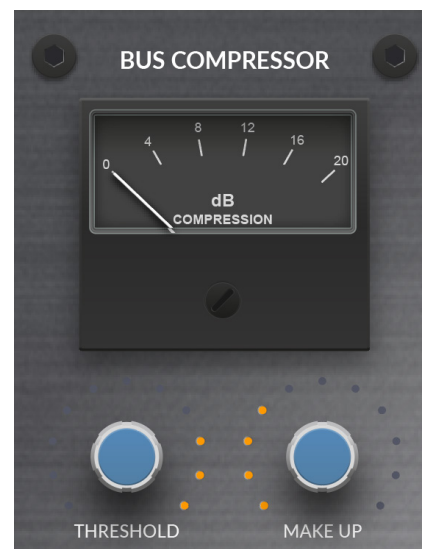 BUS COMPRESSOR
0 4 8 12 16 20
dB
COMPRESSION
THRESHOLD MAKE UP